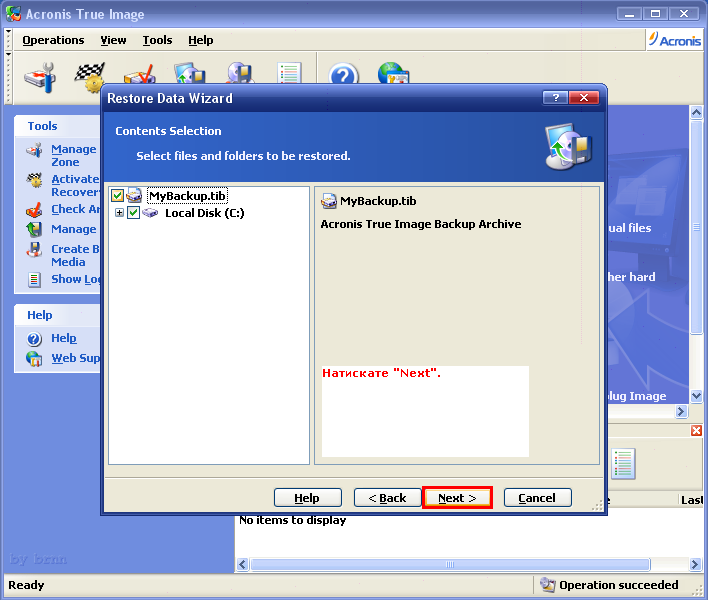 Acronis True Image
Operations View Tools Help
Acronis
Tools
Manage
Zone
Activate
Recover
Check Ar
Manage
Create B
Media
Show Log
Help
Help
Web Sup
Restore Data Wizard
Contents Selection
Select files and folders to be restored.
MyBackup.tib
Local Disk (C:)
MyBackup.tib
Acronis True Image Backup Archive
Натискате "Next".
Help
< Back
Next >
Cancel
ual files
her hard
lug Image
e
Last
No items to display
by brnn
Ready
Operation succeeded